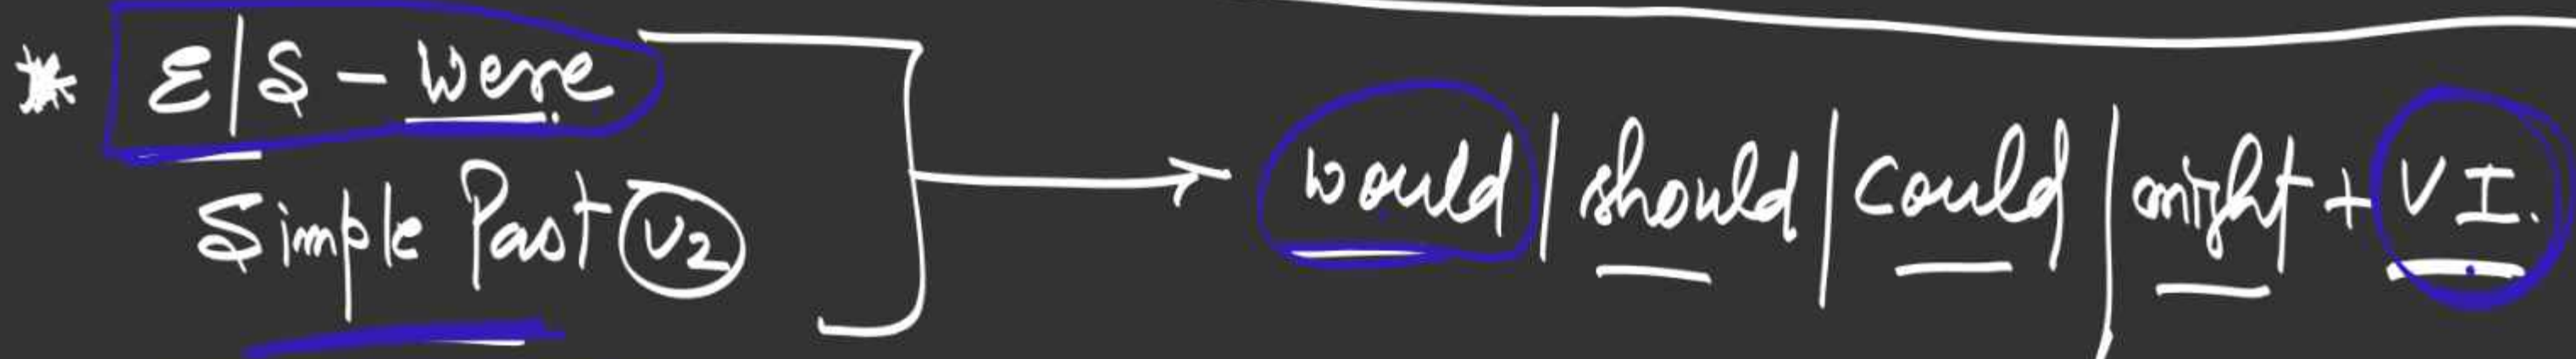 * E|S - Were
Simple Past V2
would | should | could | might + V I.